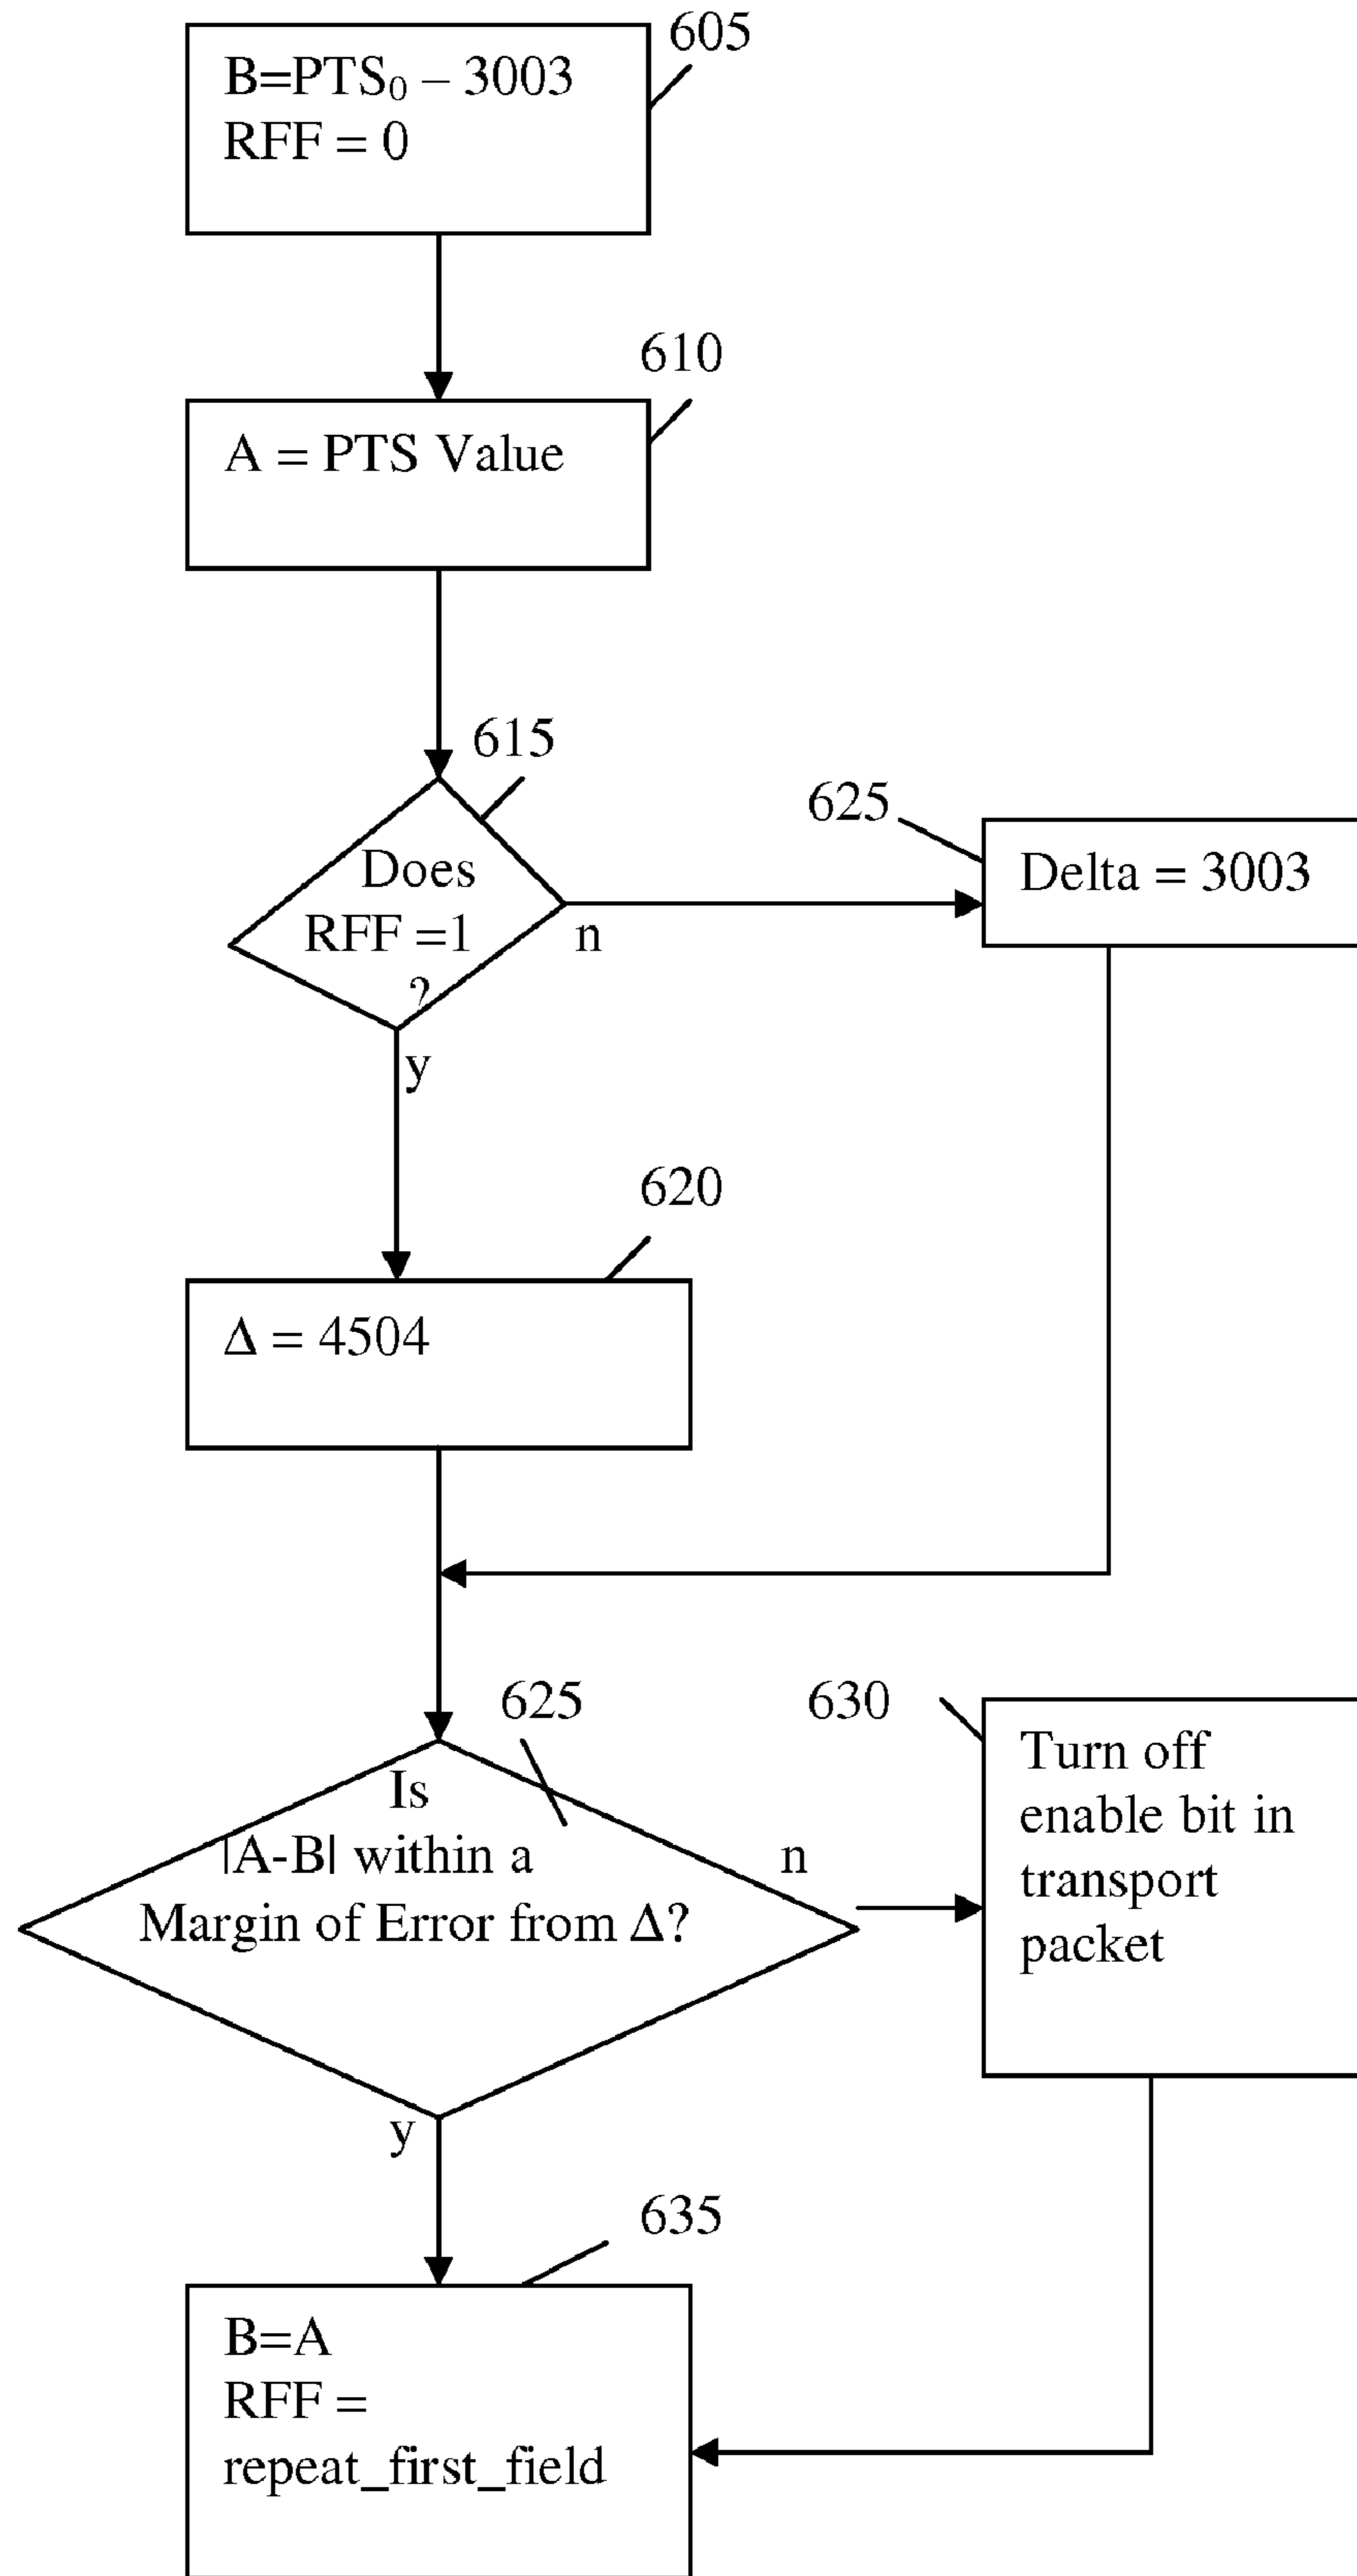 605
B=PTS₀ – 3003
RFF = 0
610
A = PTS Value
615
Does
RFF =1
?
n
y
625
Delta = 3003
620
Δ = 4504
625
Is
|A-B| within a
Margin of Error from Δ?
n
y
630
Turn off
enable bit in
transport
packet
635
B=A
RFF =
repeat_first_field